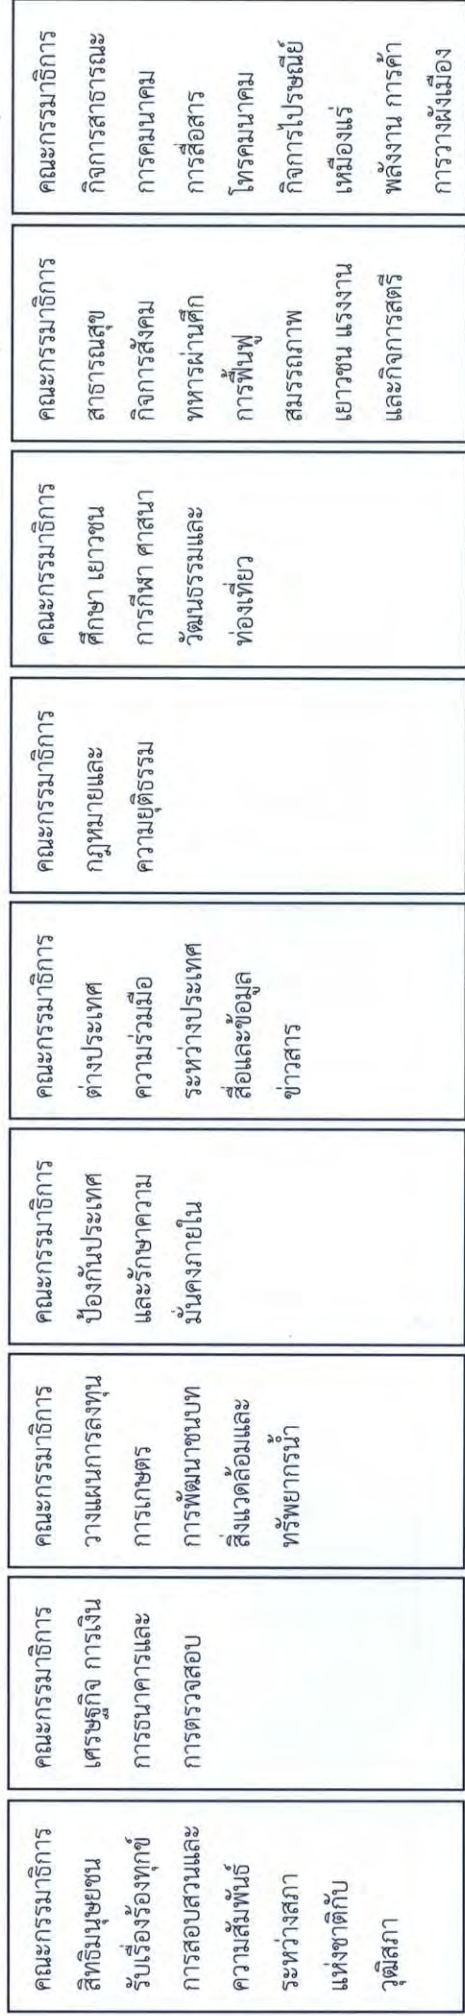 คณะกรรมาธิการ
สิทธิมนุษยชน
รับเรื่องร้องทุกข์
การสอบสวนและ
ความสัมพันธ์
ระหว่างสภา
แห่งชาติกับ
วุฒิสภา
คณะกรรมาธิการ
เศรษฐกิจ การเงิน
การธนาคารและ
การตรวจสอบ
คณะกรรมาธิการ
วางแผนการลงทุน
การเกษตร
การพัฒนาชนบท
สิ่งแวดล้อมและ
ทรัพยากรน้ำ
คณะกรรมาธิการ
ป้องกันประเทศ
และรักษาความ
มั่นคงภายใน
คณะกรรมาธิการ
ต่างประเทศ
ความร่วมมือ
ระหว่างประเทศ
สื่อและข้อมูล
ข่าวสาร
คณะกรรมาธิการ
กฎหมายและ
ความยุติธรรม
คณะกรรมาธิการ
ศึกษา เยาวชน
การกีฬา ศาสนา
วัฒนธรรมและ
ท่องเที่ยว
คณะกรรมาธิการ
สาธารณสุข
กิจการสังคม
ทหารผ่านศึก
การฟื้นฟู
สมรรถภาพ
เยาวชน แรงงาน
และกิจการสตรี
คณะกรรมาธิการ
กิจการสาธารณะ
การคมนาคม
การสื่อสาร
โทรคมนาคม
กิจการไปรษณีย์
เหมืองแร่
พลังงาน การค้า
การวางผังเมือง